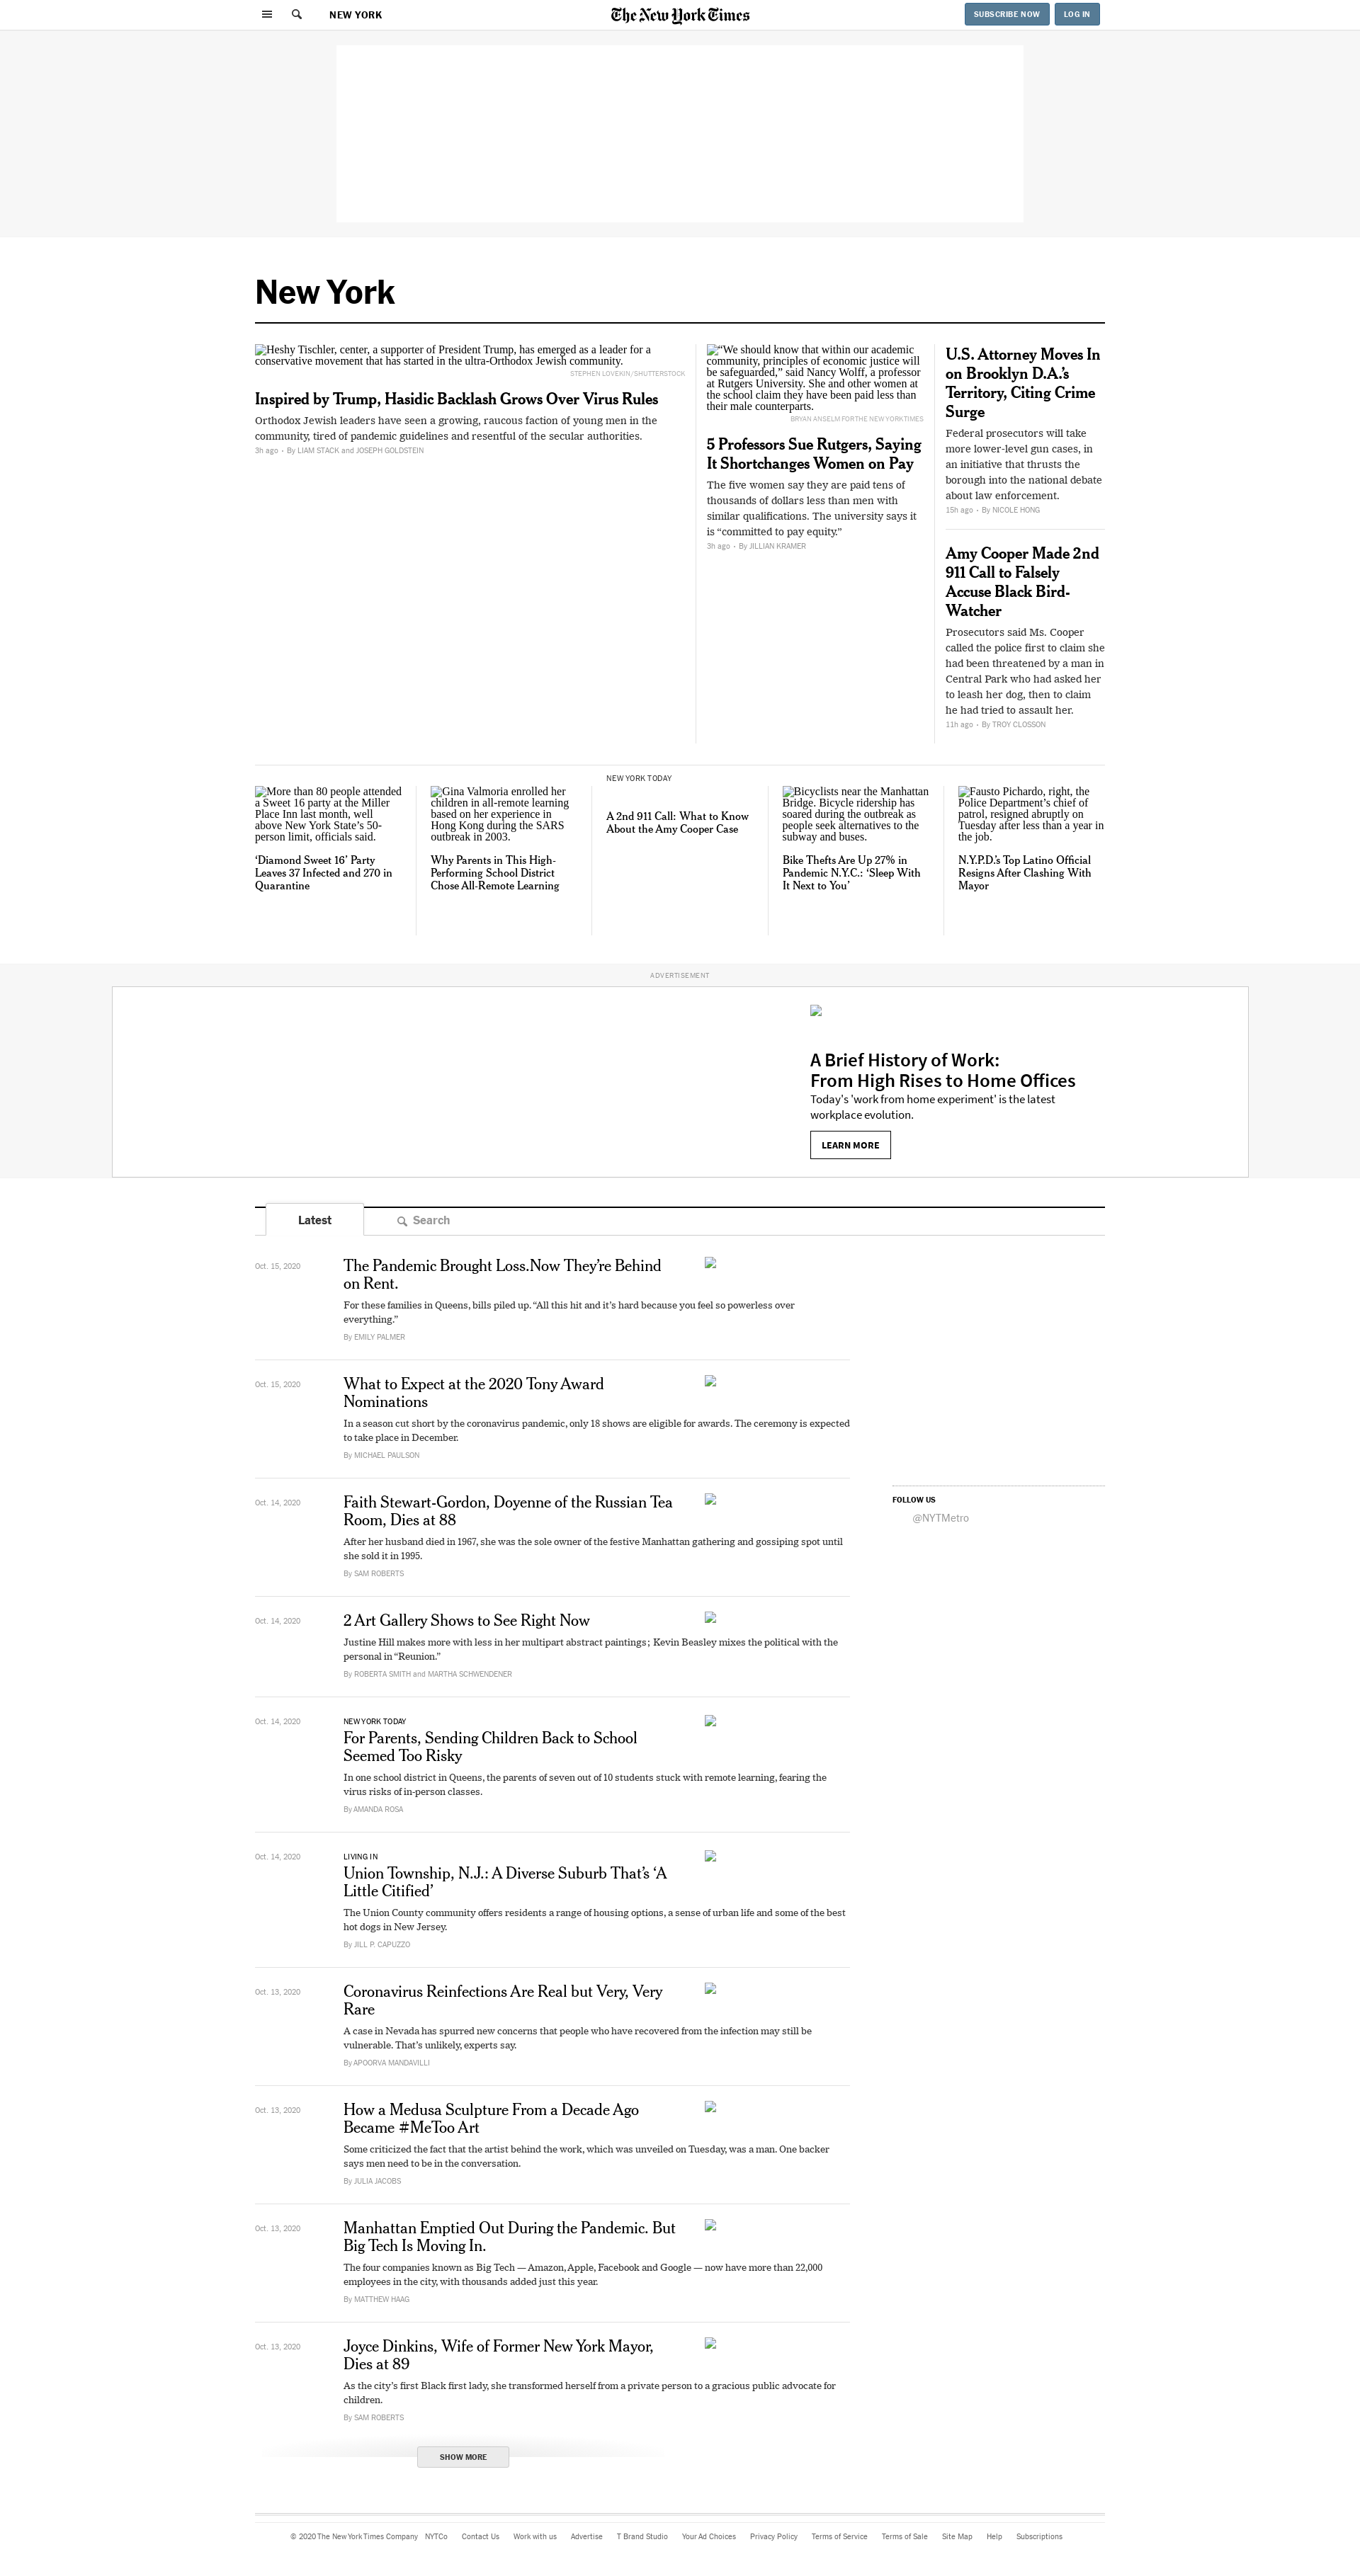 NEW YORK
The New York Times
SUBSCRIBE NOW
LOG IN
New York
Heshy Tischler, center, a supporter of President Trump, has emerged as a leader for a
conservative movement that has started in the ultra-Orthodox Jewish community.
STEPHEN LOVEKIN/SHUTTERSTOCK
Inspired by Trump, Hasidic Backlash Grows Over Virus Rules
Orthodox Jewish leaders have seen a growing, raucous faction of young men in the
community, tired of pandemic guidelines and resentful of the secular authorities.
3h ago • By LIAM STACK and JOSEPH GOLDSTEIN
“We should know that within our academic
community, principles of economic justice will
be safeguarded,” said Nancy Wolff, a professor
at Rutgers University. She and other women at
the school claim they have been paid less than
their male counterparts.
BRYAN ANSELM FOR THE NEW YORK TIMES
5 Professors Sue Rutgers, Saying
It Shortchanges Women on Pay
The five women say they are paid tens of
thousands of dollars less than men with
similar qualifications. The university says it
is “committed to pay equity.”
3h ago • By JILLIAN KRAMER
U.S. Attorney Moves In
on Brooklyn D.A.’s
Territory, Citing Crime
Surge
Federal prosecutors will take
more lower-level gun cases, in
an initiative that thrusts the
borough into the national debate
about law enforcement.
15h ago • By NICOLE HONG
Amy Cooper Made 2nd
911 Call to Falsely
Accuse Black Bird-
Watcher
Prosecutors said Ms. Cooper
called the police first to claim she
had been threatened by a man in
Central Park who had asked her
to leash her dog, then to claim
he had tried to assault her.
11h ago • By TROY CLOSSON
More than 80 people attended
a Sweet 16 party at the Miller
Place Inn last month, well
above New York State’s 50-
person limit, officials said.
‘Diamond Sweet 16’ Party
Leaves 37 Infected and 270 in
Quarantine
Gina Valmoria enrolled her
children in all-remote learning
based on her experience in
Hong Kong during the SARS
outbreak in 2003.
Why Parents in This High-
Performing School District
Chose All-Remote Learning
NEW YORK TODAY
A 2nd 911 Call: What to Know
About the Amy Cooper Case
Bicyclists near the Manhattan
Bridge. Bicycle ridership has
soared during the outbreak as
people seek alternatives to the
subway and buses.
Bike Thefts Are Up 27% in
Pandemic N.Y.C.: ‘Sleep With
It Next to You’
Fausto Pichardo, right, the
Police Department’s chief of
patrol, resigned abruptly on
Tuesday after less than a year in
the job.
N.Y.P.D.’s Top Latino Official
Resigns After Clashing With
Mayor
ADVERTISEMENT
A Brief History of Work:
From High Rises to Home Offices
Today's 'work from home experiment' is the latest
workplace evolution.
LEARN MORE
Latest
Search
Oct. 15, 2020
The Pandemic Brought Loss.Now They’re Behind
on Rent.
For these families in Queens, bills piled up. “All this hit and it’s hard because you feel so powerless over
everything.”
By EMILY PALMER
Oct. 15, 2020
What to Expect at the 2020 Tony Award
Nominations
In a season cut short by the coronavirus pandemic, only 18 shows are eligible for awards. The ceremony is expected
to take place in December.
By MICHAEL PAULSON
Oct. 14, 2020
Faith Stewart-Gordon, Doyenne of the Russian Tea
Room, Dies at 88
After her husband died in 1967, she was the sole owner of the festive Manhattan gathering and gossiping spot until
she sold it in 1995.
By SAM ROBERTS
FOLLOW US
@NYTMetro
Oct. 14, 2020
2 Art Gallery Shows to See Right Now
Justine Hill makes more with less in her multipart abstract paintings; Kevin Beasley mixes the political with the
personal in “Reunion.”
By ROBERTA SMITH and MARTHA SCHWENDENER
Oct. 14, 2020
NEW YORK TODAY
For Parents, Sending Children Back to School
Seemed Too Risky
In one school district in Queens, the parents of seven out of 10 students stuck with remote learning, fearing the
virus risks of in-person classes.
By AMANDA ROSA
Oct. 14, 2020
LIVING IN
Union Township, N.J.: A Diverse Suburb That’s ‘A
Little Citified’
The Union County community offers residents a range of housing options, a sense of urban life and some of the best
hot dogs in New Jersey.
By JILL P. CAPUZZO
Oct. 13, 2020
Coronavirus Reinfections Are Real but Very, Very
Rare
A case in Nevada has spurred new concerns that people who have recovered from the infection may still be
vulnerable. That’s unlikely, experts say.
By APOORVA MANDAVILLI
Oct. 13, 2020
How a Medusa Sculpture From a Decade Ago
Became #MeToo Art
Some criticized the fact that the artist behind the work, which was unveiled on Tuesday, was a man. One backer
says men need to be in the conversation.
By JULIA JACOBS
Oct. 13, 2020
Manhattan Emptied Out During the Pandemic. But
Big Tech Is Moving In.
The four companies known as Big Tech — Amazon, Apple, Facebook and Google — now have more than 22,000
employees in the city, with thousands added just this year.
By MATTHEW HAAG
Oct. 13, 2020
Joyce Dinkins, Wife of Former New York Mayor,
Dies at 89
As the city’s first Black first lady, she transformed herself from a private person to a gracious public advocate for
children.
By SAM ROBERTS
SHOW MORE
© 2020 The New York Times Company NYTCo Contact Us Work with us Advertise T Brand Studio Your Ad Choices Privacy Policy Terms of Service Terms of Sale Site Map Help Subscriptions